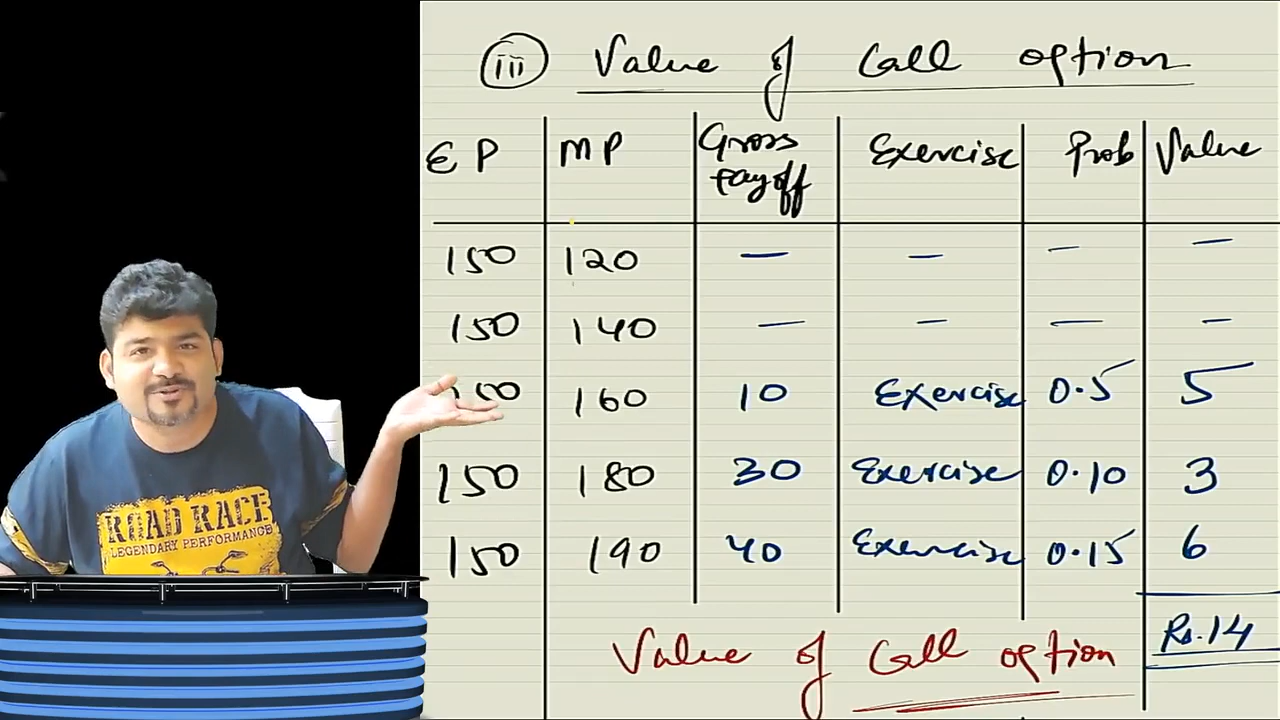 iii Value of Call option
EP MP Gross payoff Exercise Prob Value
150 120 — — — —
150 140 — — — —
150 160 10 Exercise 0.5 5
150 180 30 Exercise 0.10 3
150 190 40 Exercise 0.15 6
Value of Call option Rs.14
ROAD RACE
LEGENDARY PERFORMANCE